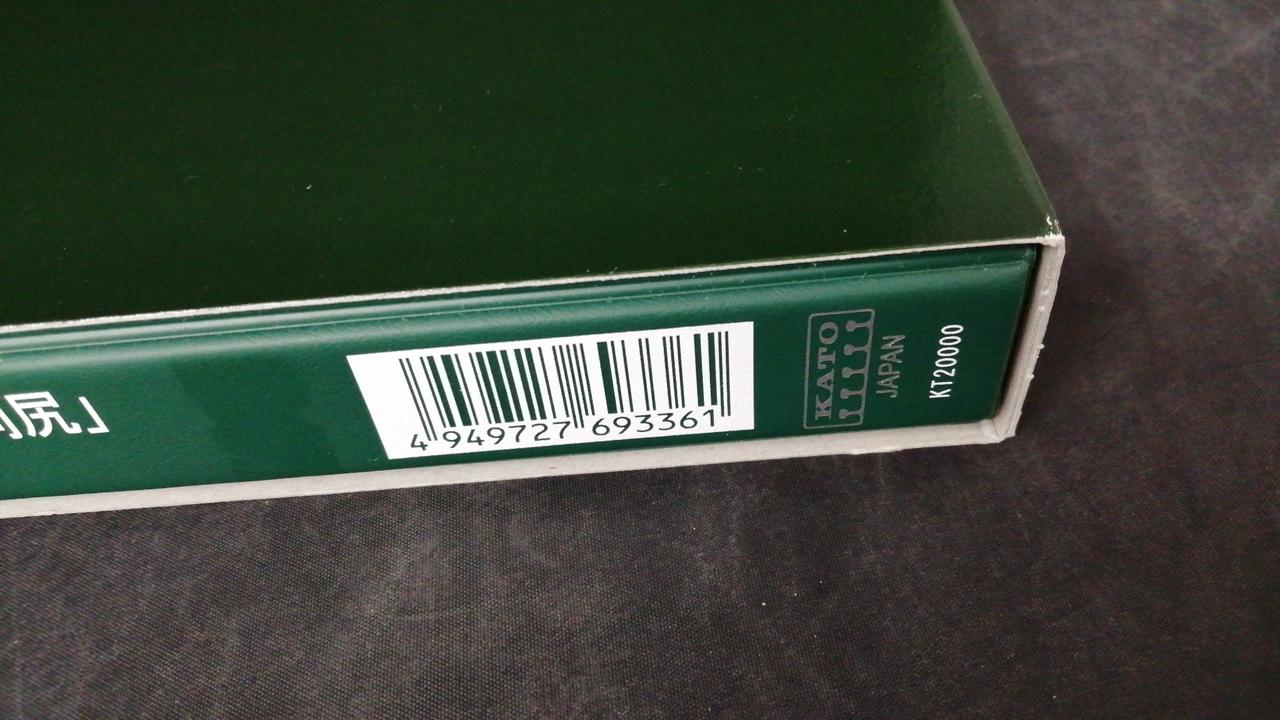 尻」
4 949727 693361
KATO
JAPAN
KT20000